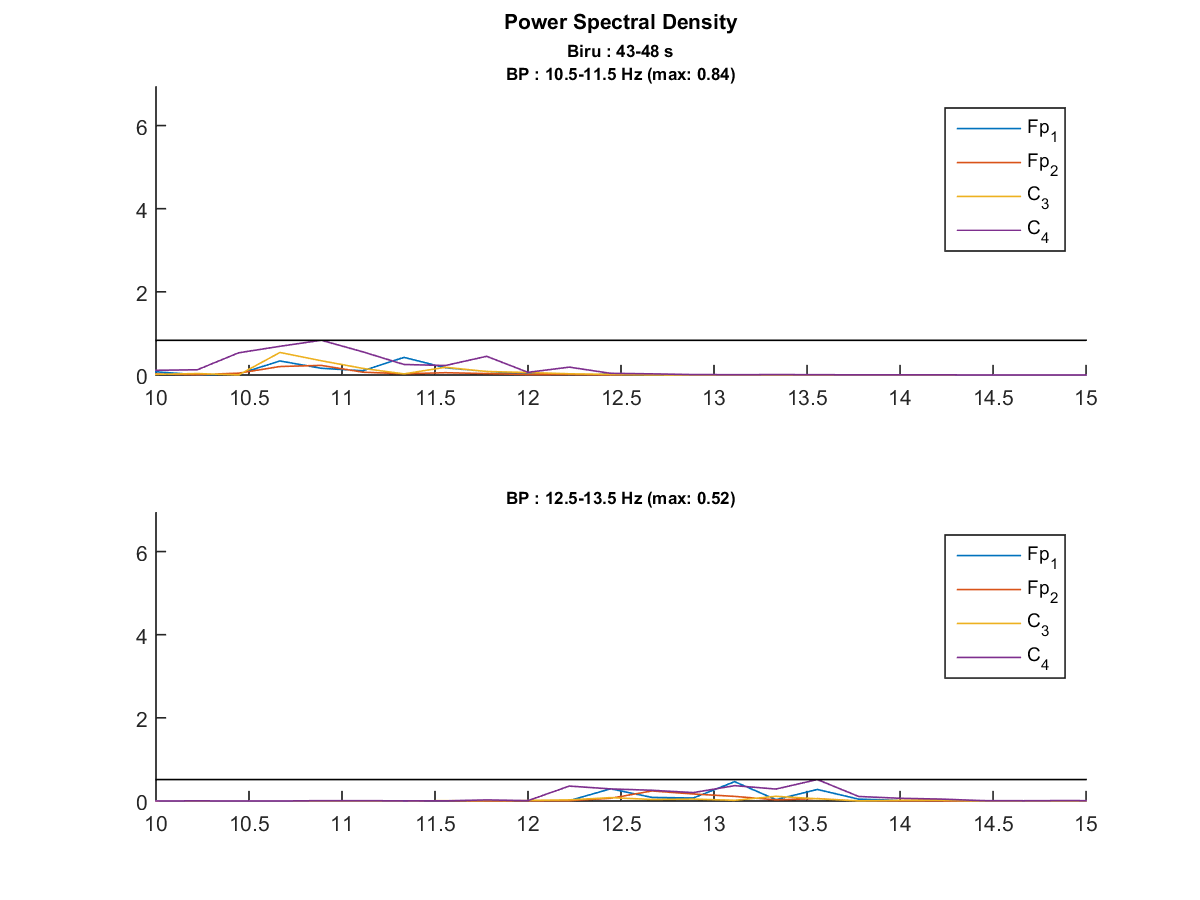 Power Spectral Density
Biru : 43-48 s
BP : 10.5-11.5 Hz (max: 0.84)
6
4
2
0
10 10.5 11 11.5 12 12.5 13 13.5 14 14.5 15
Fp1
Fp2
C3
C4
BP : 12.5-13.5 Hz (max: 0.52)
6
4
2
0
10 10.5 11 11.5 12 12.5 13 13.5 14 14.5 15
Fp1
Fp2
C3
C4